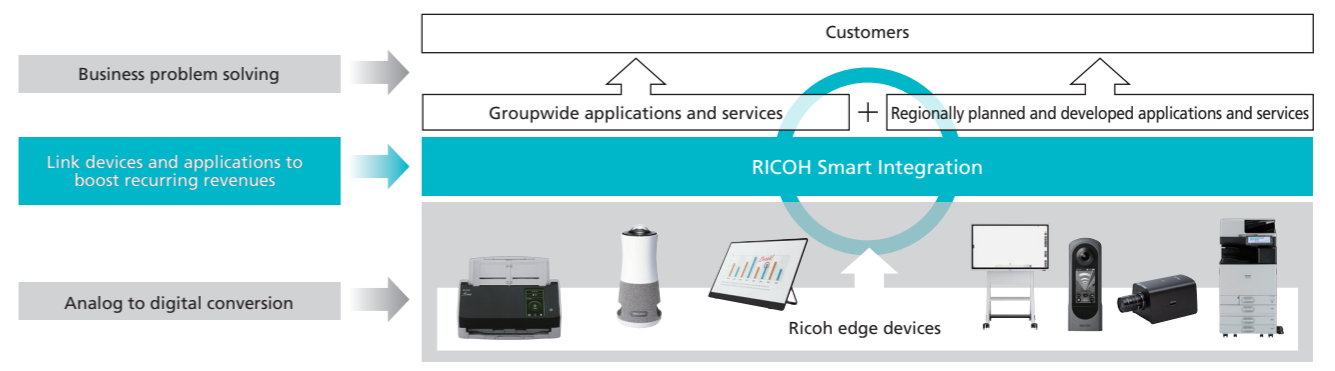 Customers
Business problem solving
Groupwide applications and services
+
Regionally planned and developed applications and services
Link devices and applications to
boost recurring revenues
RICOH Smart Integration
Analog to digital conversion
Ricoh edge devices